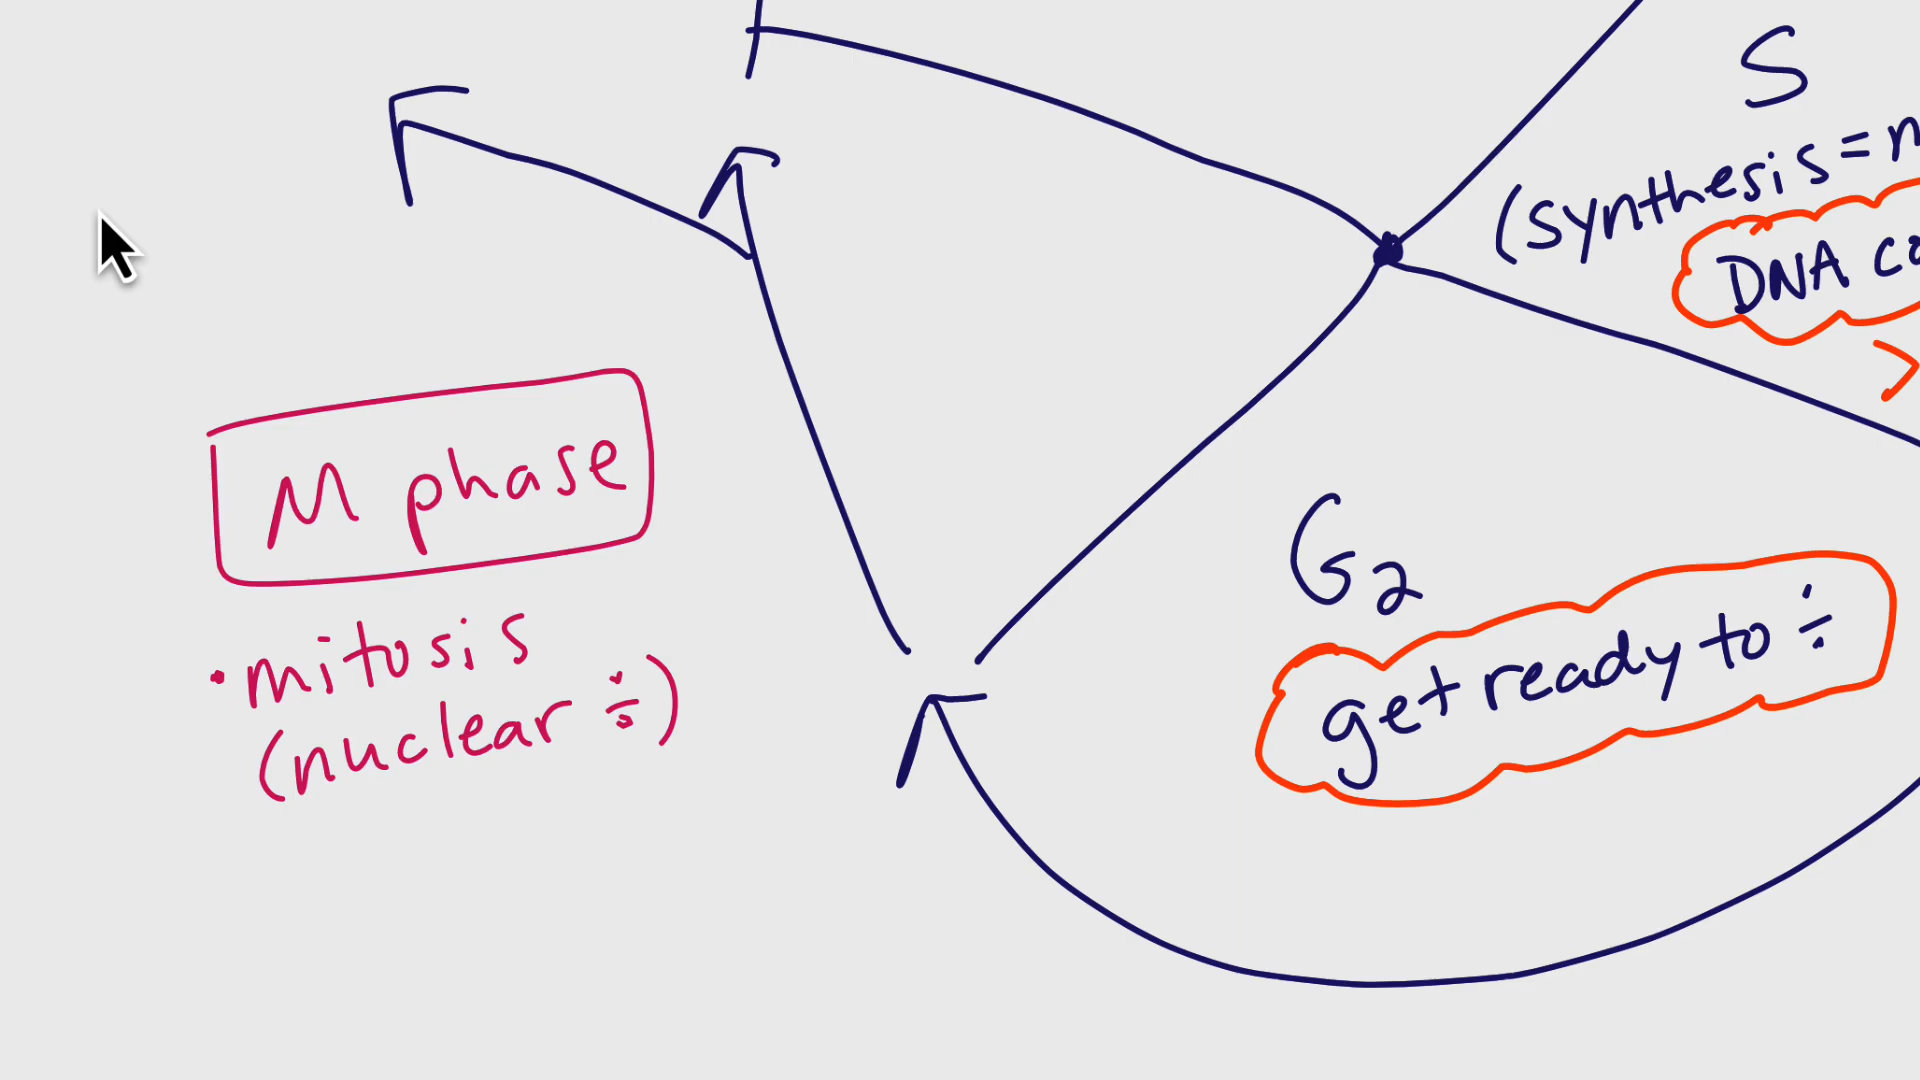 S
(synthesis =
DNA
M phase
G2
get ready to ÷
· mitosis
(nuclear ÷)